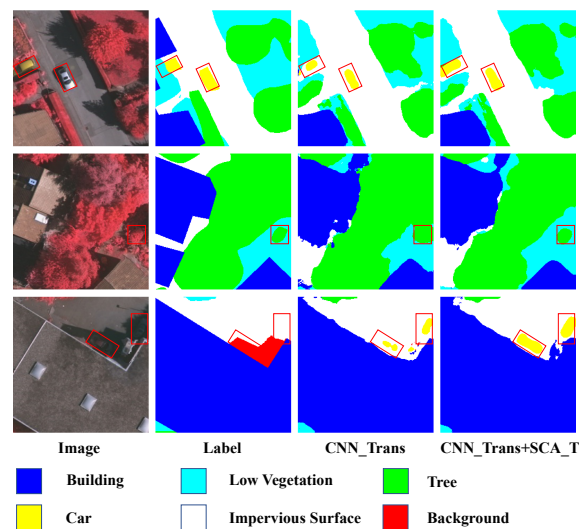 Image Label CNN_Trans CNN_Trans+SCA_T
Building Low Vegetation Tree
Car Impervious Surface Background